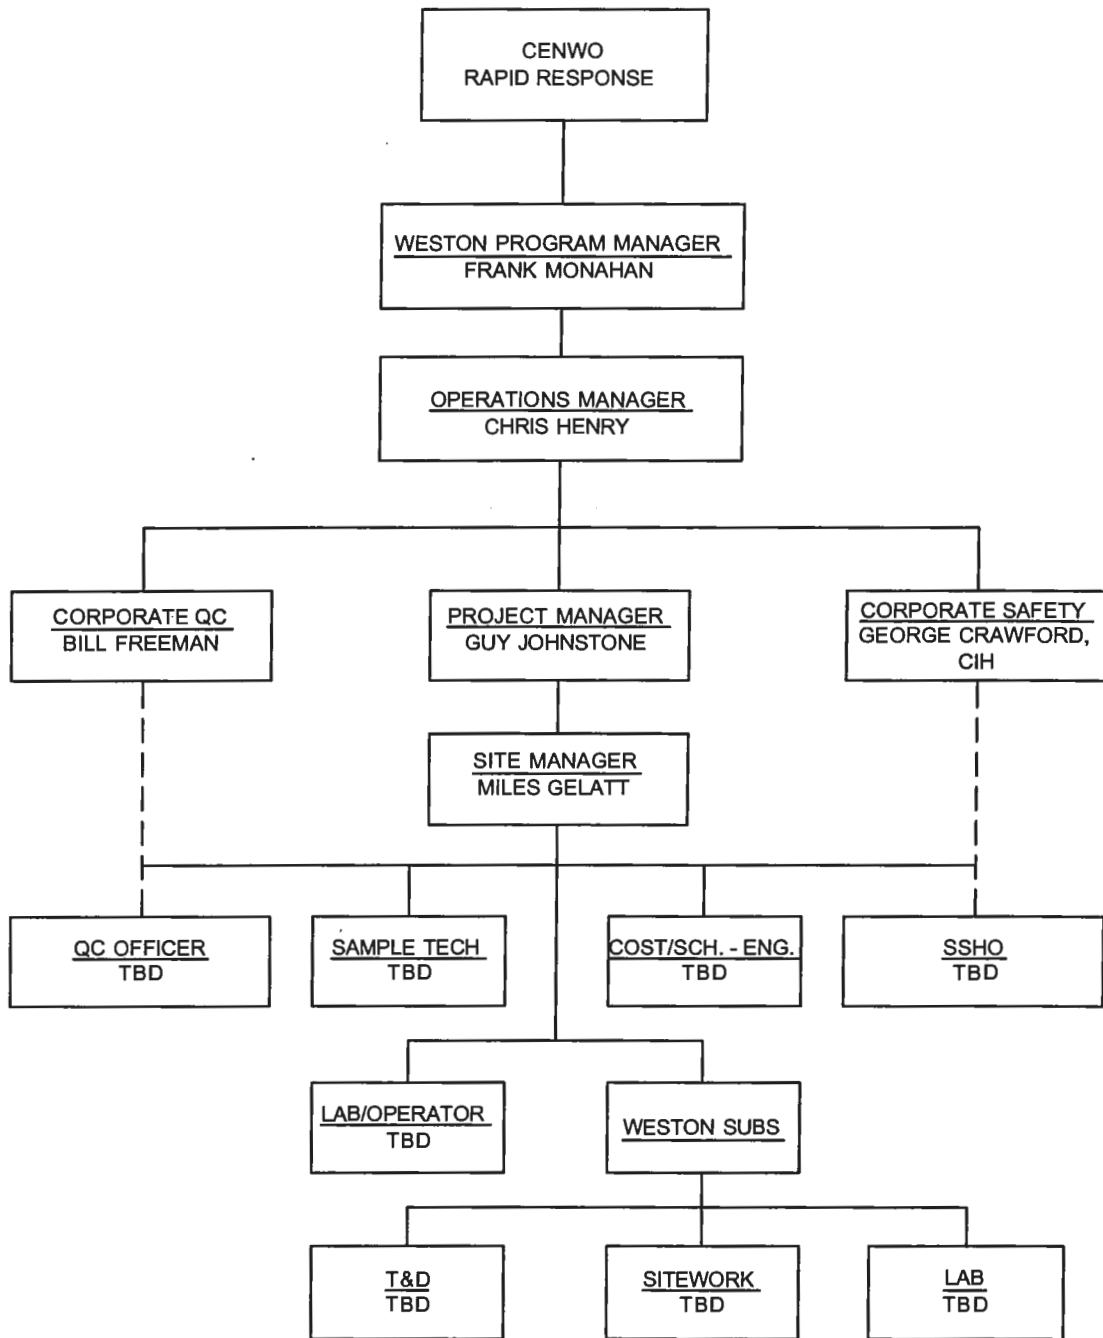 CENWO
RAPID RESPONSE
WESTON PROGRAM MANAGER
FRANK MONAHAN
OPERATIONS MANAGER
CHRIS HENRY
CORPORATE QC
BILL FREEMAN
PROJECT MANAGER
GUY JOHNSTONE
CORPORATE SAFETY
GEORGE CRAWFORD,
CIH
SITE MANAGER
MILES GELATT
QC OFFICER
TBD
SAMPLE TECH
TBD
COST/SCH. - ENG.
TBD
SSHO
TBD
LAB/OPERATOR
TBD
WESTON SUBS
T&D
TBD
SITEWORK
TBD
LAB
TBD